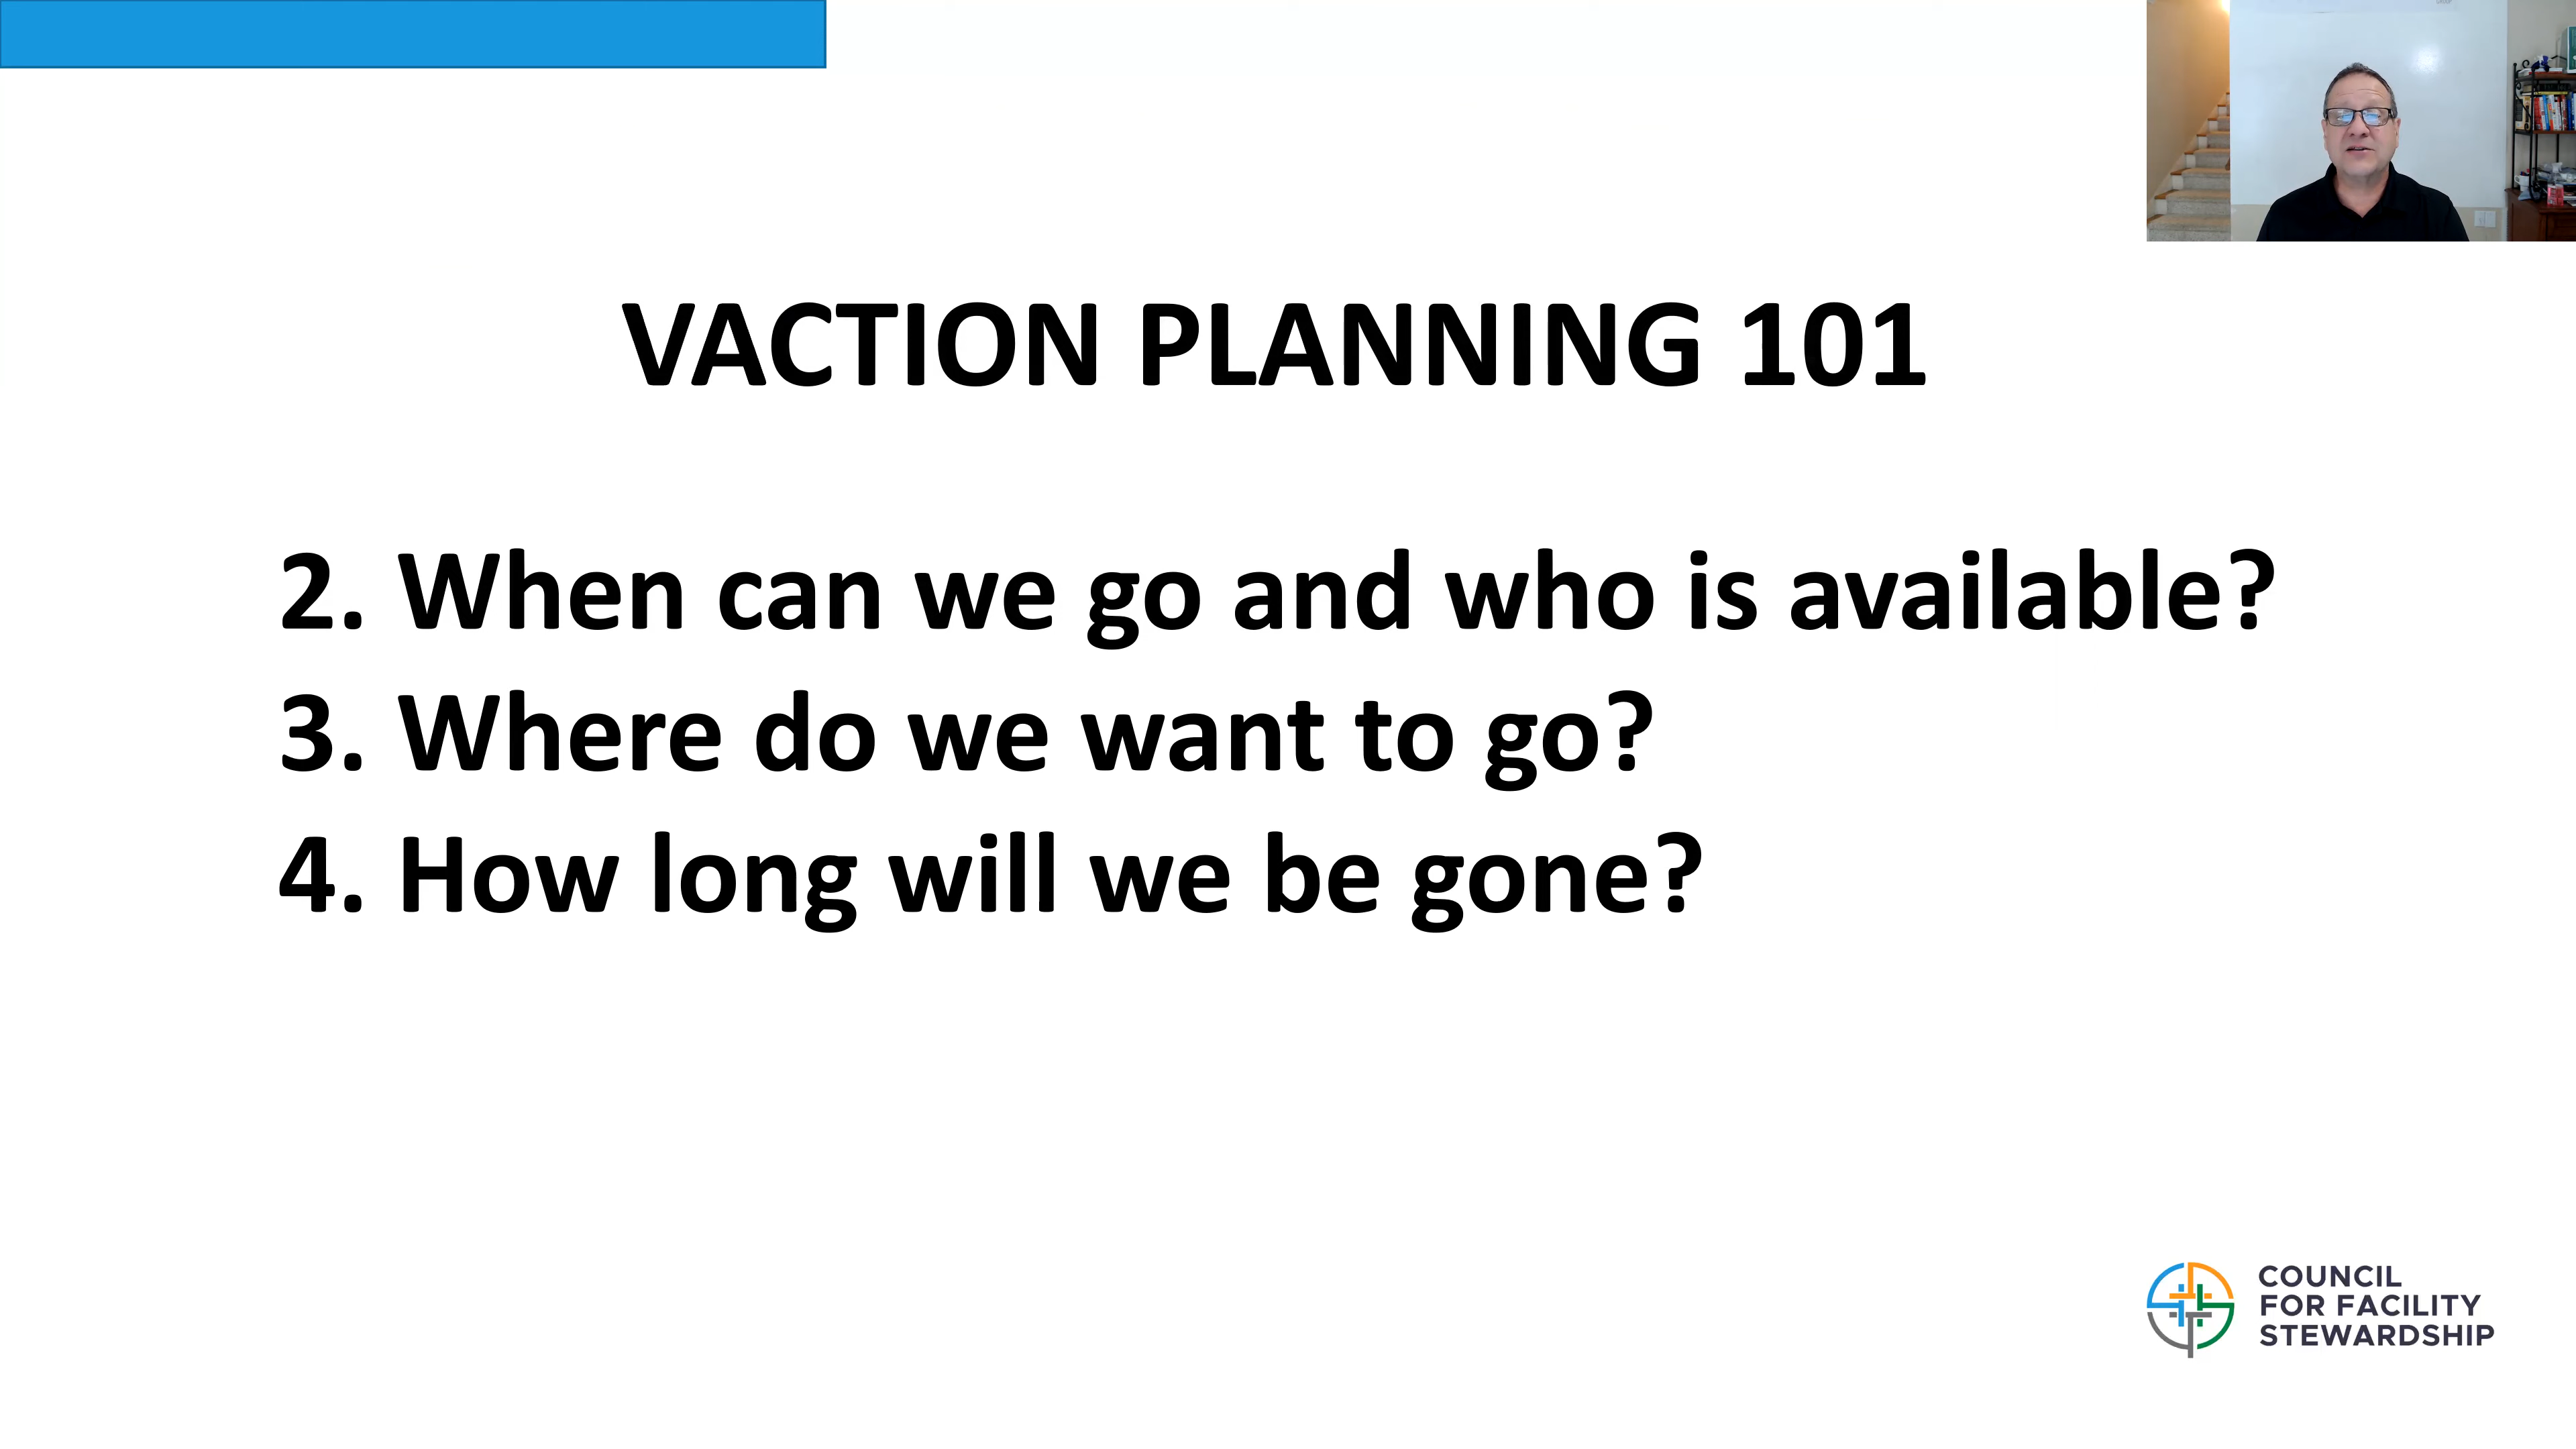 VACTION PLANNING 101
2. When can we go and who is available?
3. Where do we want to go?
4. How long will we be gone?
COUNCIL
FOR FACILITY
STEWARDSHIP